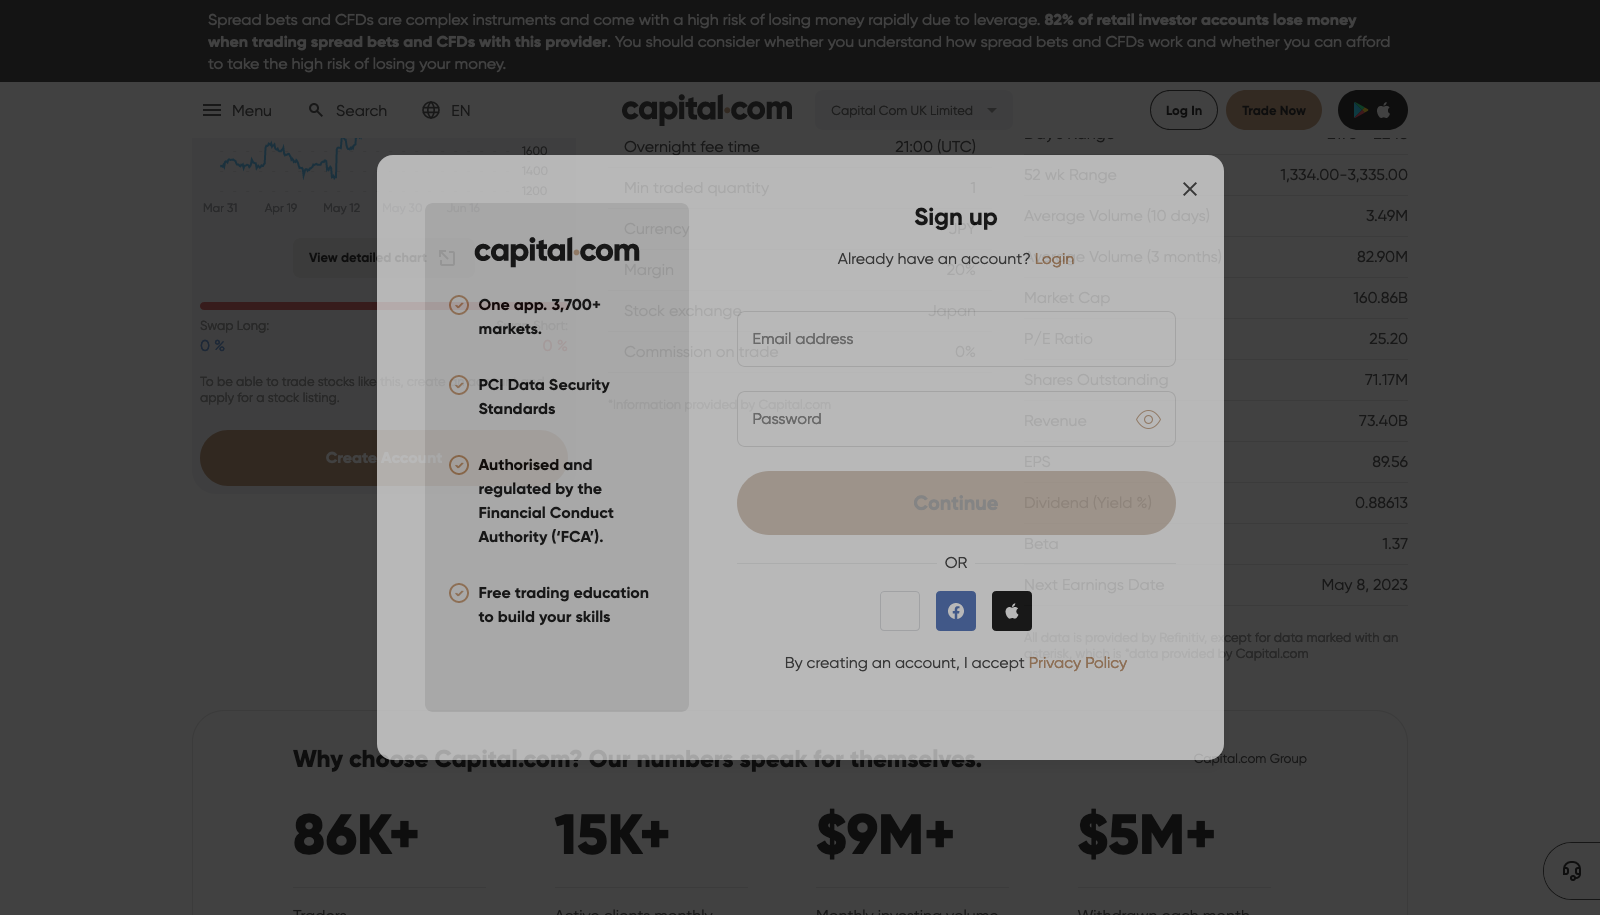 Spread bets and CFDs are complex instruments and come with a high risk of losing money rapidly due to leverage. 82% of retail investor accounts lose money
when trading spread bets and CFDs with this provider. You should consider whether you understand how spread bets and CFDs work and whether you can afford
to take the high risk of losing your money.
Menu
Search
EN
capital.com
Capital Com UK Limited
Log In
Trade Now
1600
1400
1200
Mar 31
Apr 19
May 12
May 30
Jun 16
View detailed chart
Swap Long:
Short:
0 %
0 %
To be able to trade stocks like this, create
apply for a stock listing.
Create Account
Overnight fee time
21:00 (UTC)
Min traded quantity
1
Currency
JPY
Margin
20%
Stock exchange
Japan
Commission on trade
0%
*Information provided by Capital.com
52 wk Range
1,334.00-3,335.00
Average Volume (10 days)
3.49M
Average Volume (3 months)
82.90M
Market Cap
160.86B
P/E Ratio
25.20
Shares Outstanding
71.17M
Revenue
73.40B
EPS
89.56
Dividend (Yield %)
0.88613
Beta
1.37
Next Earnings Date
May 8, 2023
All data is provided by Refinitiv, except for data marked with an
asterisk, which is *data provided by Capital.com
capital.com
One app. 3,700+
markets.
PCI Data Security
Standards
Authorised and
regulated by the
Financial Conduct
Authority (‘FCA’).
Free trading education
to build your skills
Sign up
Already have an account? Login
Email address
Password
Continue
OR
By creating an account, I accept Privacy Policy
Why choose Capital.com? Our numbers speak for themselves.
Capital.com Group
86K+
15K+
$9M+
$5M+
Traders
Active clients monthly
Monthly investing volume
Withdrawn each month